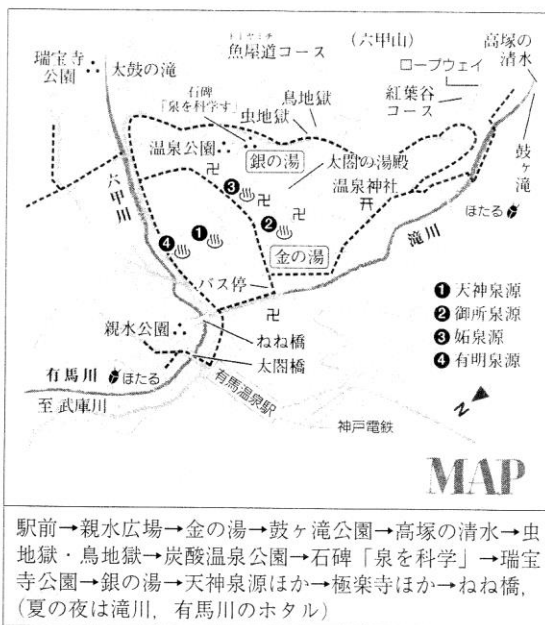 トトヤミチ
魚屋道コース
(六甲山)
高塚の
清水
瑞宝寺
公園
太鼓の滝
ロープウェイ
石碑
「泉を科学す」
鳥地獄
虫地獄
紅葉谷
コース
温泉公園
銀の湯
太閤の湯殿
鼓ヶ滝
温泉神社
六甲川
❸
❷
❶
❹
ほたる
滝川
金の湯
バス停
❶天神泉源
❷御所泉源
❸妬泉源
❹有明泉源
親水公園
ねね橋
太閤橋
有馬川
ほたる
至武庫川
有馬温泉駅
神戸電鉄
N
MAP
駅前→親水広場→金の湯→鼓ヶ滝公園→高塚の清水→虫
地獄・鳥地獄→炭酸温泉公園→石碑「泉を科学」→瑞宝
寺公園→銀の湯→天神泉源ほか→極楽寺ほか→ねね橋,
(夏の夜は滝川, 有馬川のホタル)